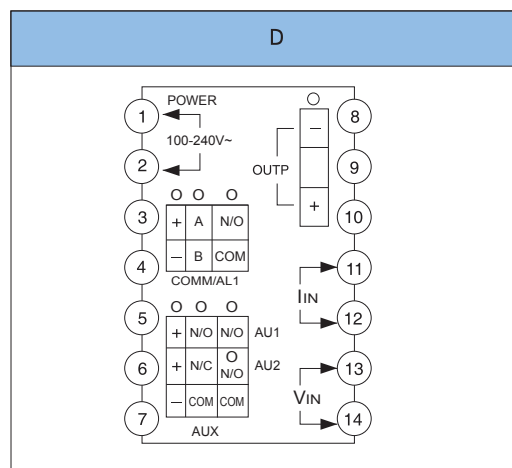 D
1 POWER 8
100-240V~ −
2 OUTP 9
+
3 + A N/O 10
4 − B COM 11
COMM/AL1
IIN
5 + N/O N/O AU1 12
6 + N/C N/O AU2 13
7 − COM COM VIN 14
AUX